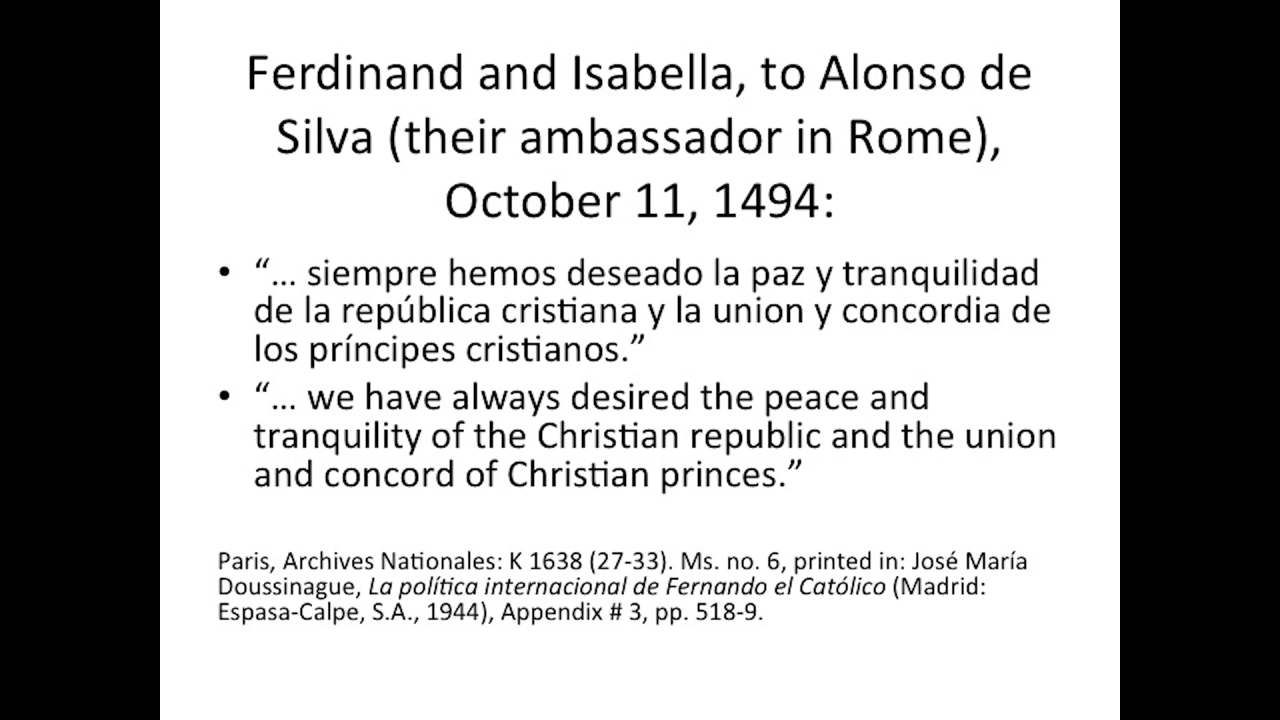 Ferdinand and Isabella, to Alonso de
Silva (their ambassador in Rome),
October 11, 1494:
• “… siempre hemos deseado la paz y tranquilidad
de la república cristiana y la union y concordia de
los príncipes cristianos.”
• “… we have always desired the peace and
tranquility of the Christian republic and the union
and concord of Christian princes.”
Paris, Archives Nationales: K 1638 (27-33). Ms. no. 6, printed in: José María
Doussinague, La política internacional de Fernando el Católico (Madrid:
Espasa-Calpe, S.A., 1944), Appendix # 3, pp. 518-9.